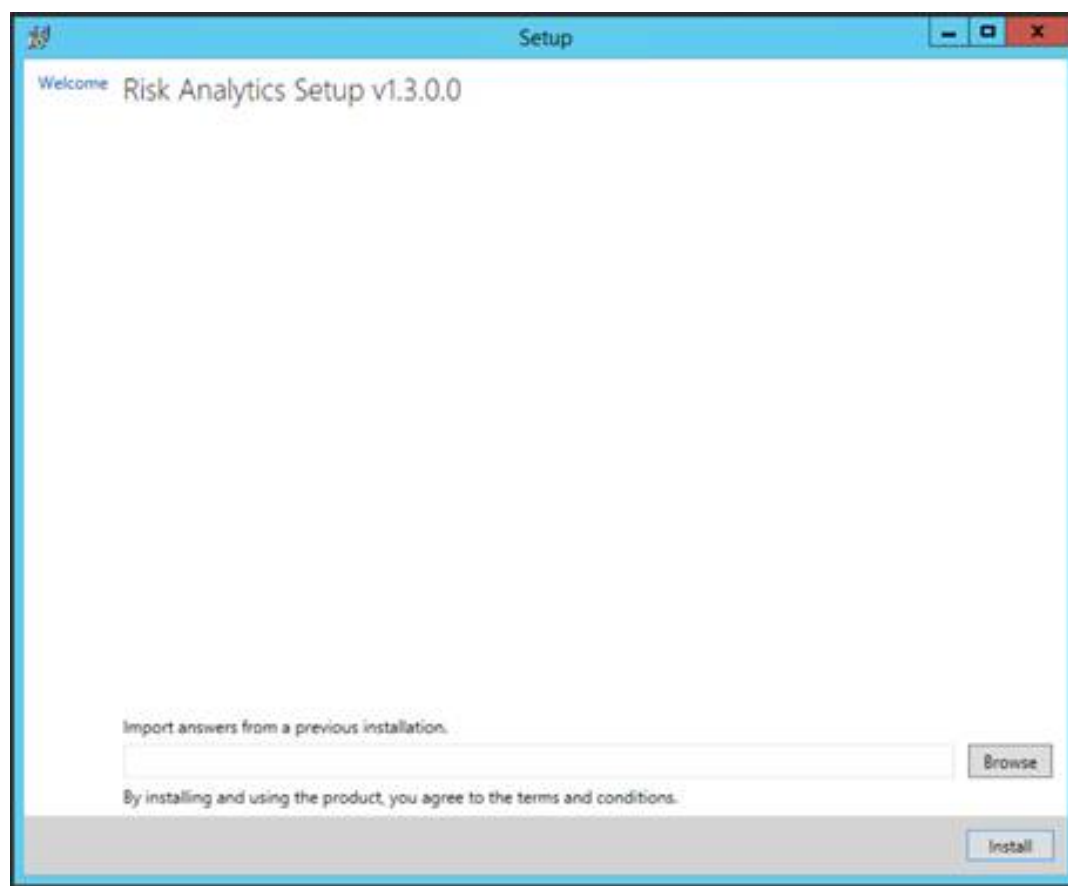 Setup
Welcome
Risk Analytics Setup v1.3.0.0
Import answers from a previous installation.
Browse
By installing and using the product, you agree to the terms and conditions.
Install